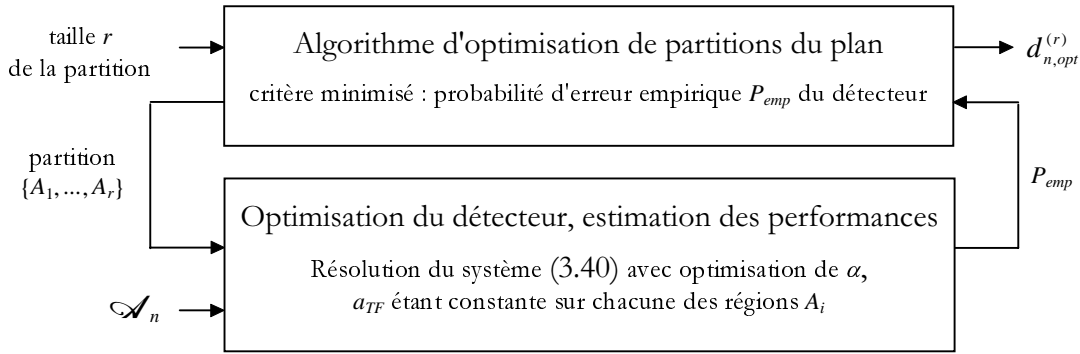 taille r
de la partition
Algorithme d'optimisation de partitions du plan
critère minimisé : probabilité d'erreur empirique P_emp du détecteur
d_{n,opt}^{(r)}
partition
{A_1, ..., A_r}
P_emp
Optimisation du détecteur, estimation des performances
Résolution du système (3.40) avec optimisation de α,
a_TF étant constante sur chacune des régions A_i
𝒜_n